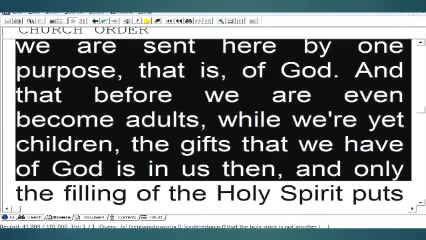 CHURCH ORDER
we are sent here by one
purpose, that is, of God. And
that before we are even
become adults, while we're yet
children, the gifts that we have
of God is in us then, and only
the filling of the Holy Spirit puts